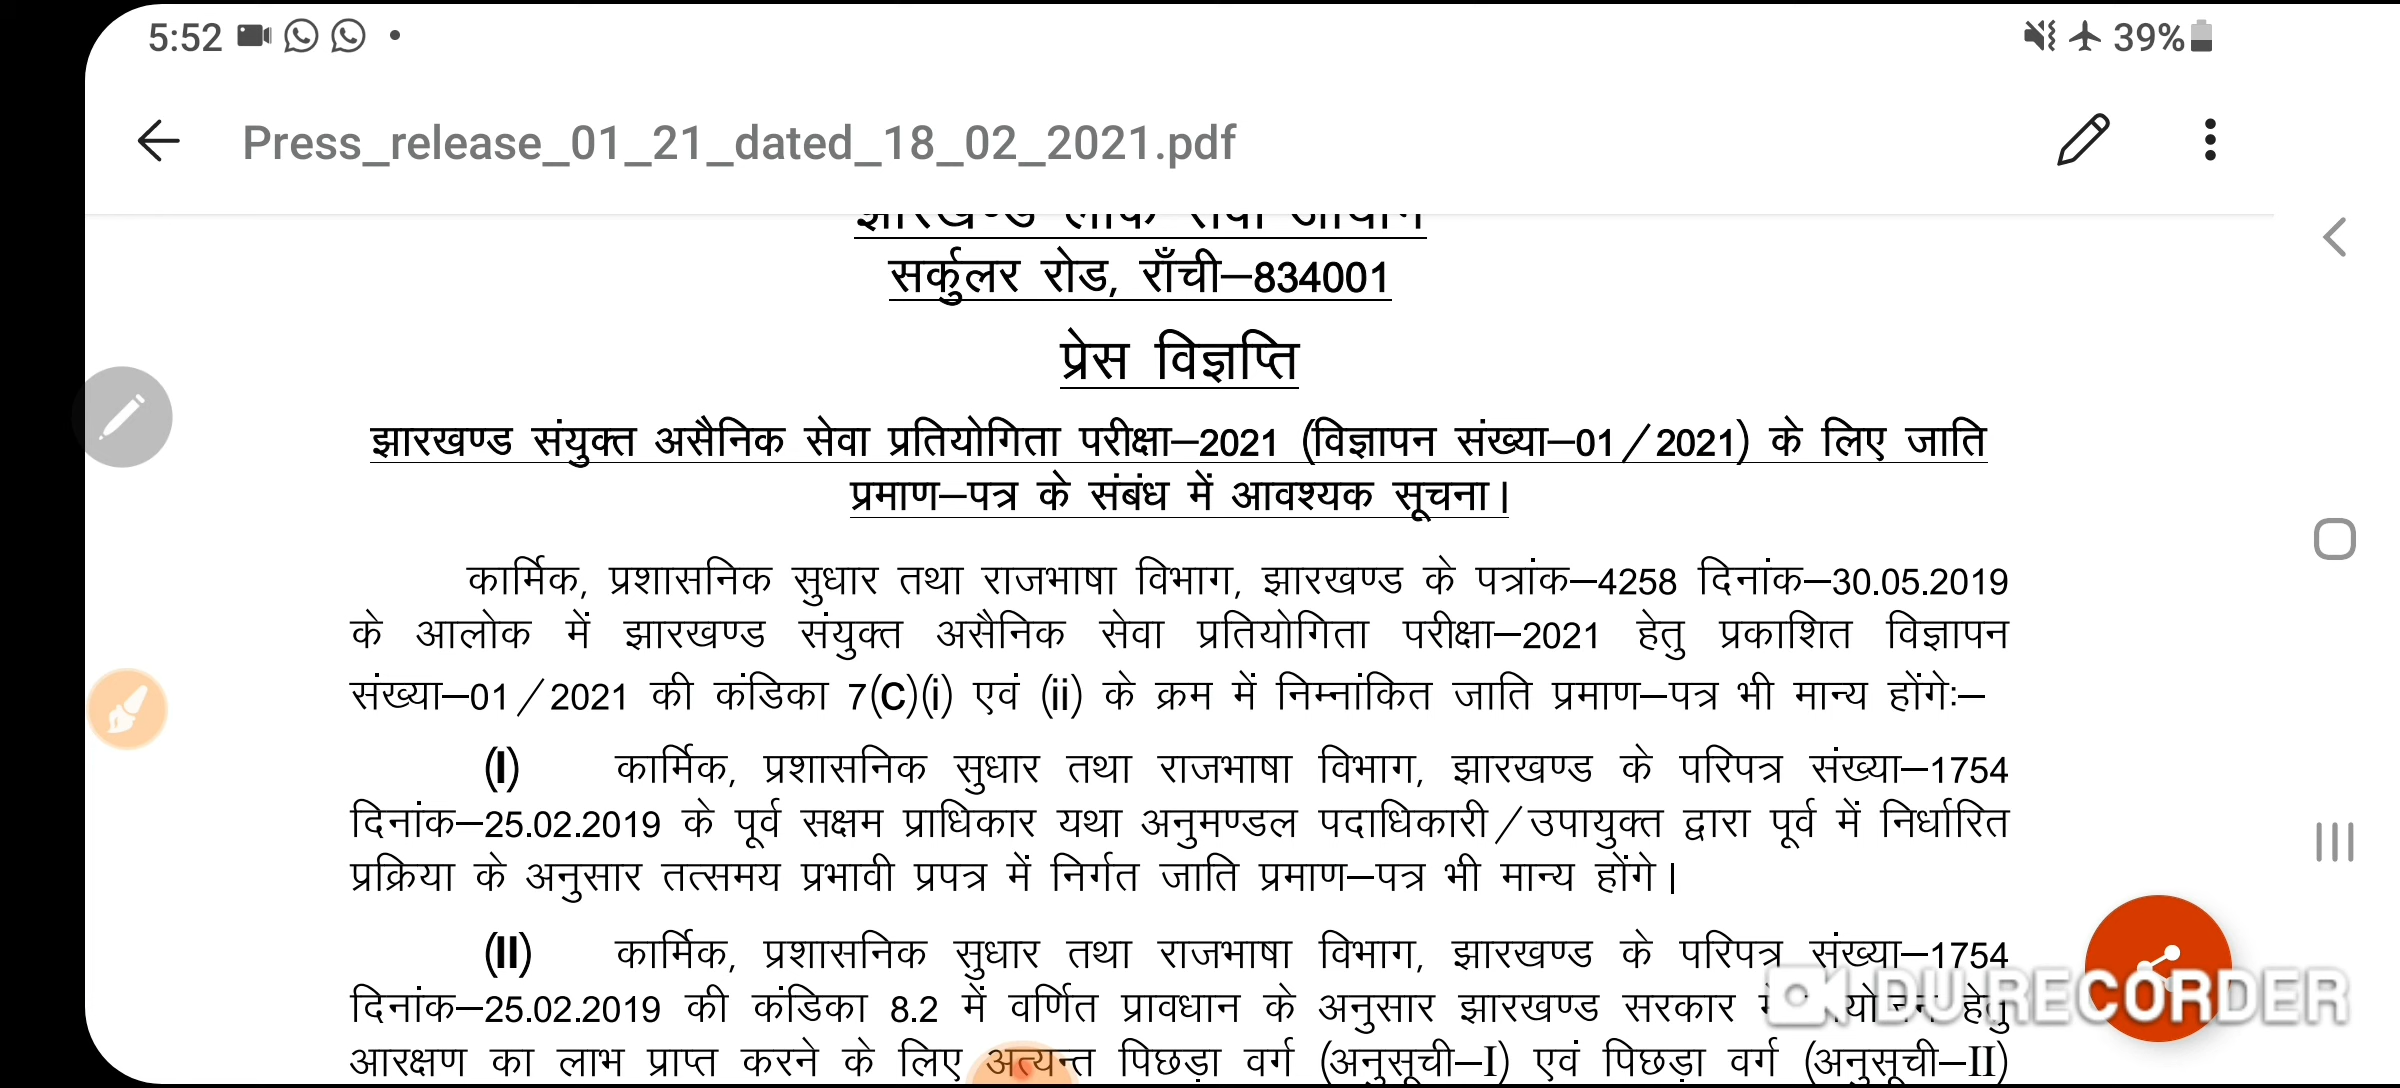 5:52
39%
Press_release_01_21_dated_18_02_2021.pdf
झारखण्ड लोक सेवा आयोग
सर्कुलर रोड, राँची–834001
प्रेस विज्ञप्ति
झारखण्ड संयुक्त असैनिक सेवा प्रतियोगिता परीक्षा–2021 (विज्ञापन संख्या–01/2021) के लिए जाति
प्रमाण–पत्र के संबंध में आवश्यक सूचना।
कार्मिक, प्रशासनिक सुधार तथा राजभाषा विभाग, झारखण्ड के पत्रांक–4258 दिनांक–30.05.2019
के आलोक में झारखण्ड संयुक्त असैनिक सेवा प्रतियोगिता परीक्षा–2021 हेतु प्रकाशित विज्ञापन
संख्या–01/2021 की कंडिका 7(C)(i) एवं (ii) के क्रम में निम्नांकित जाति प्रमाण–पत्र भी मान्य होंगेः–
(I) कार्मिक, प्रशासनिक सुधार तथा राजभाषा विभाग, झारखण्ड के परिपत्र संख्या–1754
दिनांक–25.02.2019 के पूर्व सक्षम प्राधिकार यथा अनुमण्डल पदाधिकारी/उपायुक्त द्वारा पूर्व में निर्धारित
प्रक्रिया के अनुसार तत्समय प्रभावी प्रपत्र में निर्गत जाति प्रमाण–पत्र भी मान्य होंगे।
(II) कार्मिक, प्रशासनिक सुधार तथा राजभाषा विभाग, झारखण्ड के परिपत्र संख्या–1754
दिनांक–25.02.2019 की कंडिका 8.2 में वर्णित प्रावधान के अनुसार झारखण्ड सरकार हेतु
DU RECORDER
आरक्षण का लाभ प्राप्त करने के लिए अत्यन्त पिछड़ा वर्ग (अनुसूची–I) एवं पिछड़ा वर्ग (अनुसूची–II)